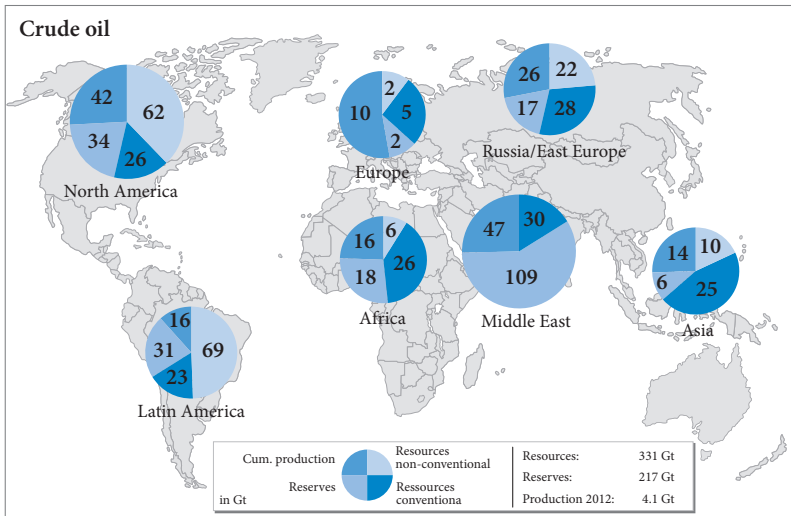 Crude oil
42
62
34
26
North America
2
10
5
2
Europe
26
22
17
28
Russia/East Europe
16
6
18
26
Africa
47
30
109
Middle East
14
10
6
25
Asia
16
31
69
23
Latin America
Cum. production
Resources
non-conventional
Reserves
Ressources
conventiona
in Gt
Resources: 331 Gt
Reserves: 217 Gt
Production 2012: 4.1 Gt